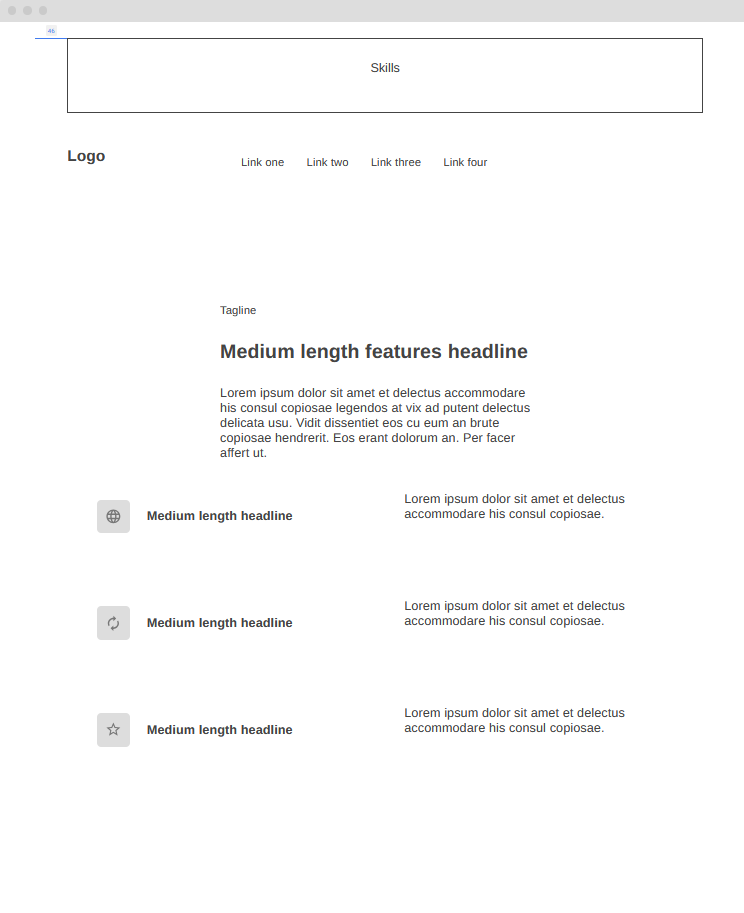 46
Skills
Logo
Link one
Link two
Link three
Link four
Tagline
Medium length features headline
Lorem ipsum dolor sit amet et delectus accommodare
his consul copiosae legendos at vix ad putent delectus
delicata usu. Vidit dissentiet eos cu eum an brute
copiosae hendrerit. Eos erant dolorum an. Per facer
affert ut.
Medium length headline
Lorem ipsum dolor sit amet et delectus
accommodare his consul copiosae.
Medium length headline
Lorem ipsum dolor sit amet et delectus
accommodare his consul copiosae.
Medium length headline
Lorem ipsum dolor sit amet et delectus
accommodare his consul copiosae.